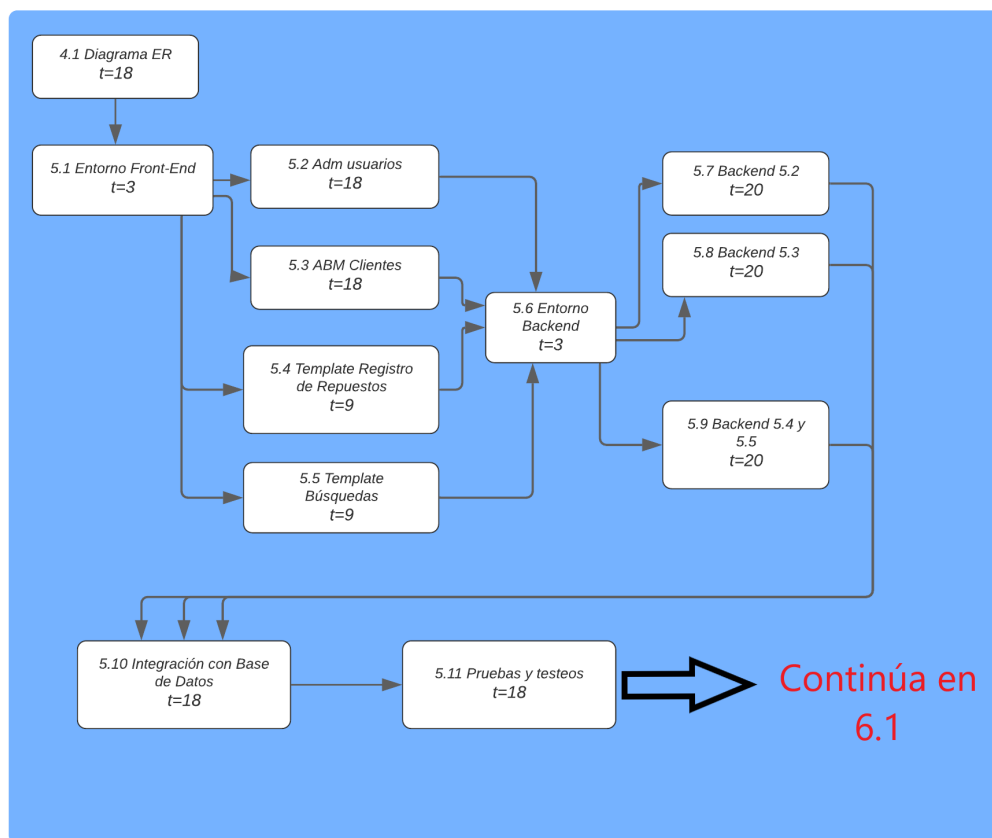 4.1 Diagrama ER
t=18
5.1 Entorno Front-End
t=3
5.2 Adm usuarios
t=18
5.3 ABM Clientes
t=18
5.4 Template Registro
de Repuestos
t=9
5.5 Template
Búsquedas
t=9
5.6 Entorno
Backend
t=3
5.7 Backend 5.2
t=20
5.8 Backend 5.3
t=20
5.9 Backend 5.4 y
5.5
t=20
5.10 Integración con Base
de Datos
t=18
5.11 Pruebas y testeos
t=18
Continúa en
6.1